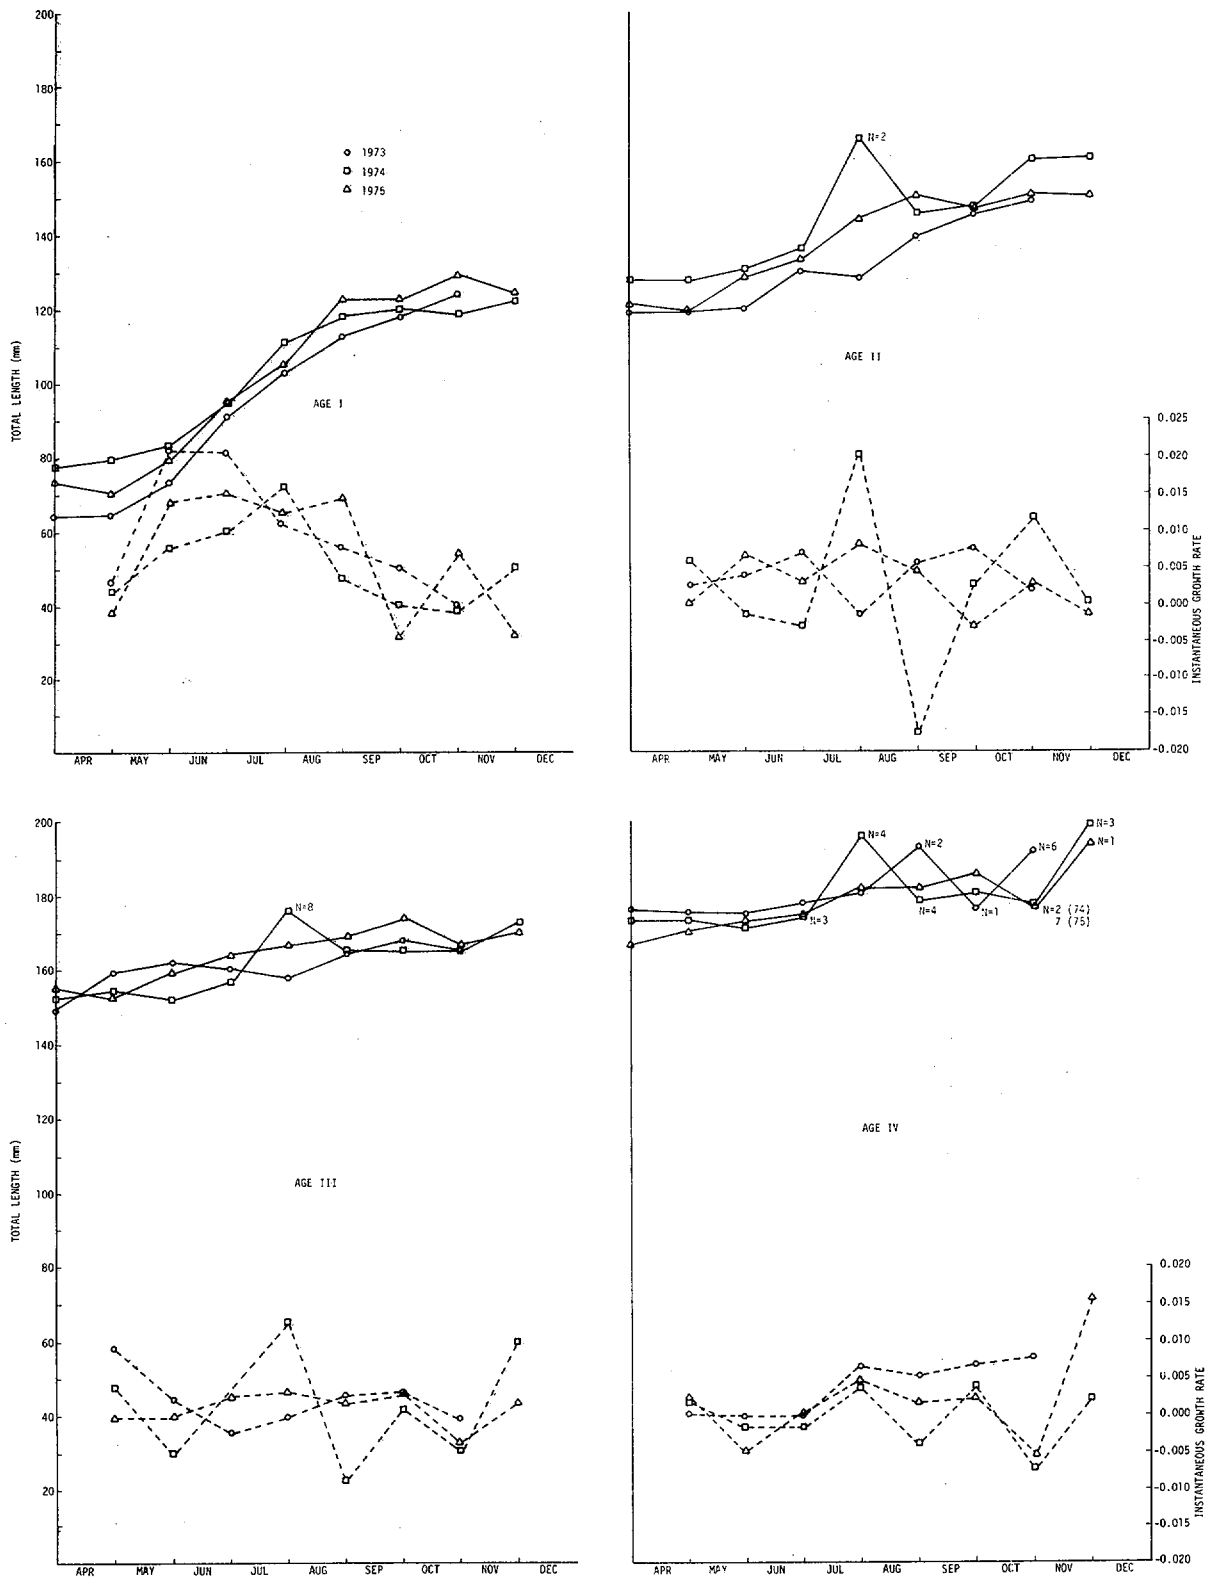 200
180
160
140
120
100
80
60
40
20
TOTAL LENGTH (mm)
1973
1974
1975
AGE I
APR MAY JUN JUL AUG SEP OCT NOV DEC
N=2
AGE II
0.025
0.020
0.015
0.010
0.005
0.000
-0.005
-0.010
-0.015
-0.020
INSTANTANEOUS GROWTH RATE
APR MAY JUN JUL AUG SEP OCT NOV DEC
200
180
160
140
120
100
80
60
40
20
TOTAL LENGTH (mm)
N=8
AGE III
APR MAY JUN JUL AUG SEP OCT NOV DEC
N=3
N=4
N=1
N=2
N=6
N=4
N=1
N=2 (74)
7 (75)
N=3
AGE IV
0.020
0.015
0.010
0.005
0.000
-0.005
-0.010
-0.015
-0.020
INSTANTANEOUS GROWTH RATE
APR MAY JUN JUL AUG SEP OCT NOV DEC